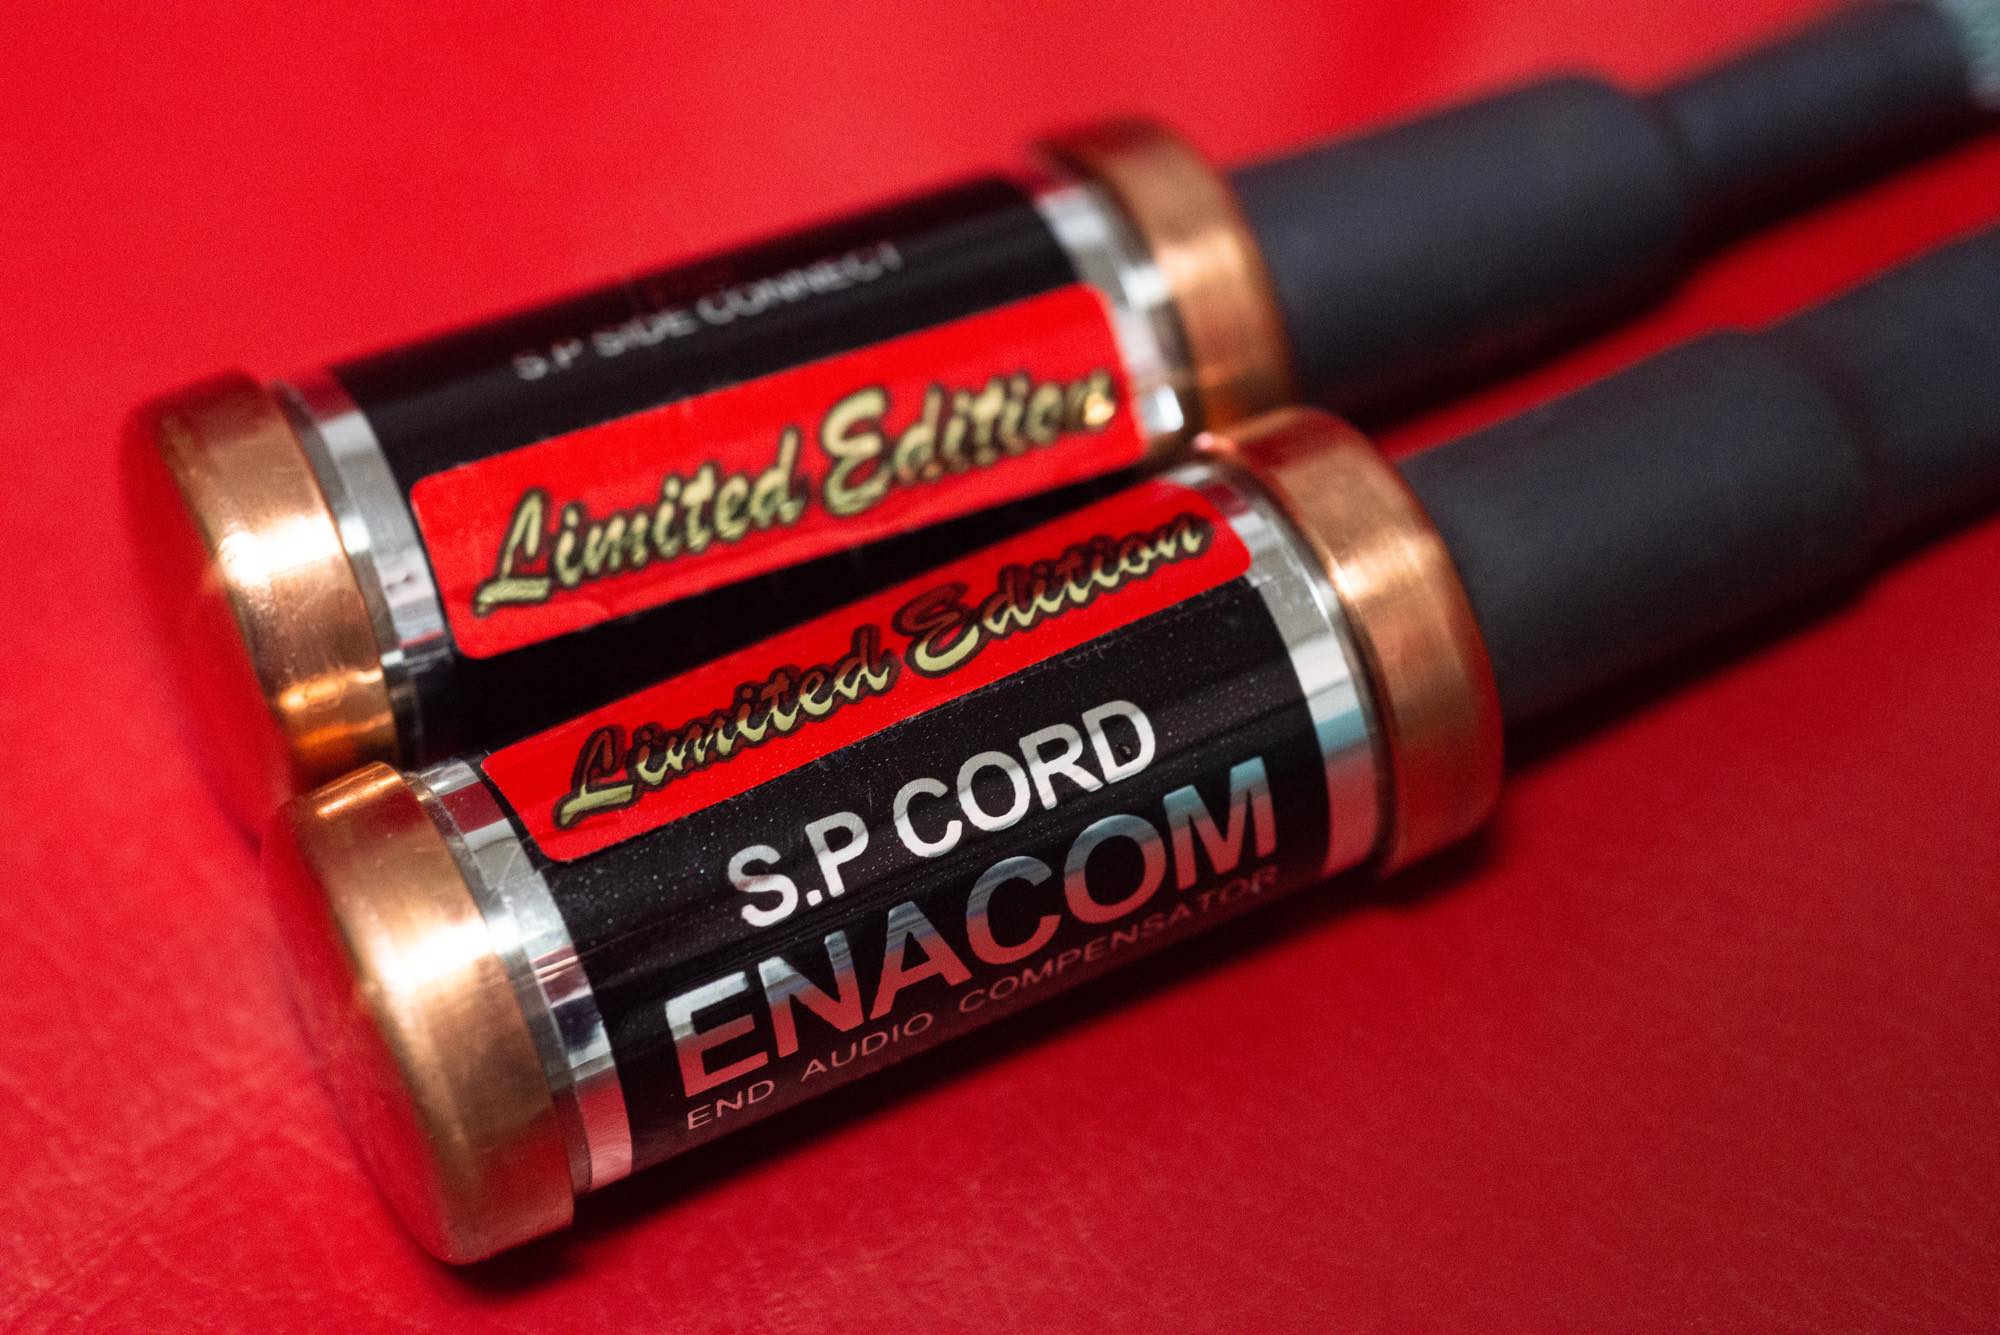 S.P SIDE CONNECT
Limited Edition
Limited Edition
S.P CORD
ENACOM
END AUDIO COMPENSATOR